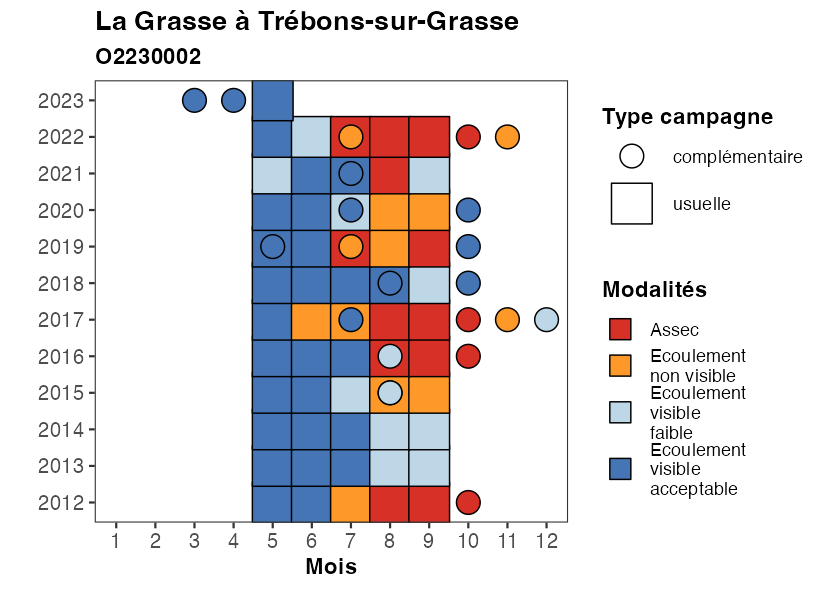 La Grasse à Trébons-sur-Grasse
O2230002
2023
2022
2021
2020
2019
2018
2017
2016
2015
2014
2013
2012
1 2 3 4 5 6 7 8 9 10 11 12
Mois
Type campagne
complémentaire
usuelle
Modalités
Assec
Ecoulement
non visible
Ecoulement
visible
faible
Ecoulement
visible
acceptable